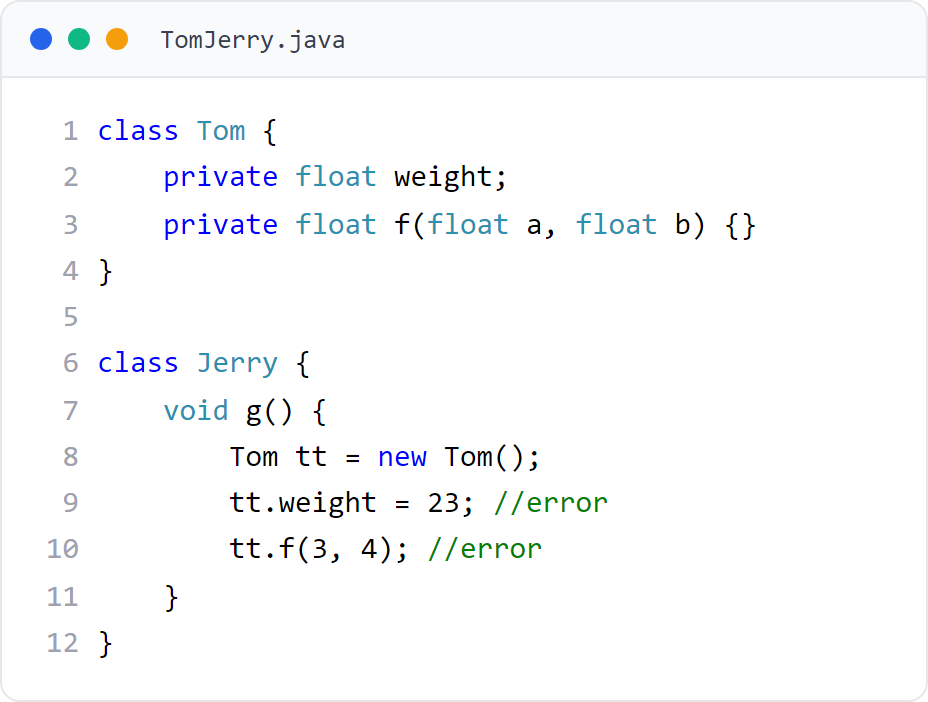 TomJerry.java
1 class Tom {
2     private float weight;
3     private float f(float a, float b) {}
4 }
5
6 class Jerry {
7     void g() {
8         Tom tt = new Tom();
9         tt.weight = 23; //error
10         tt.f(3, 4); //error
11     }
12 }